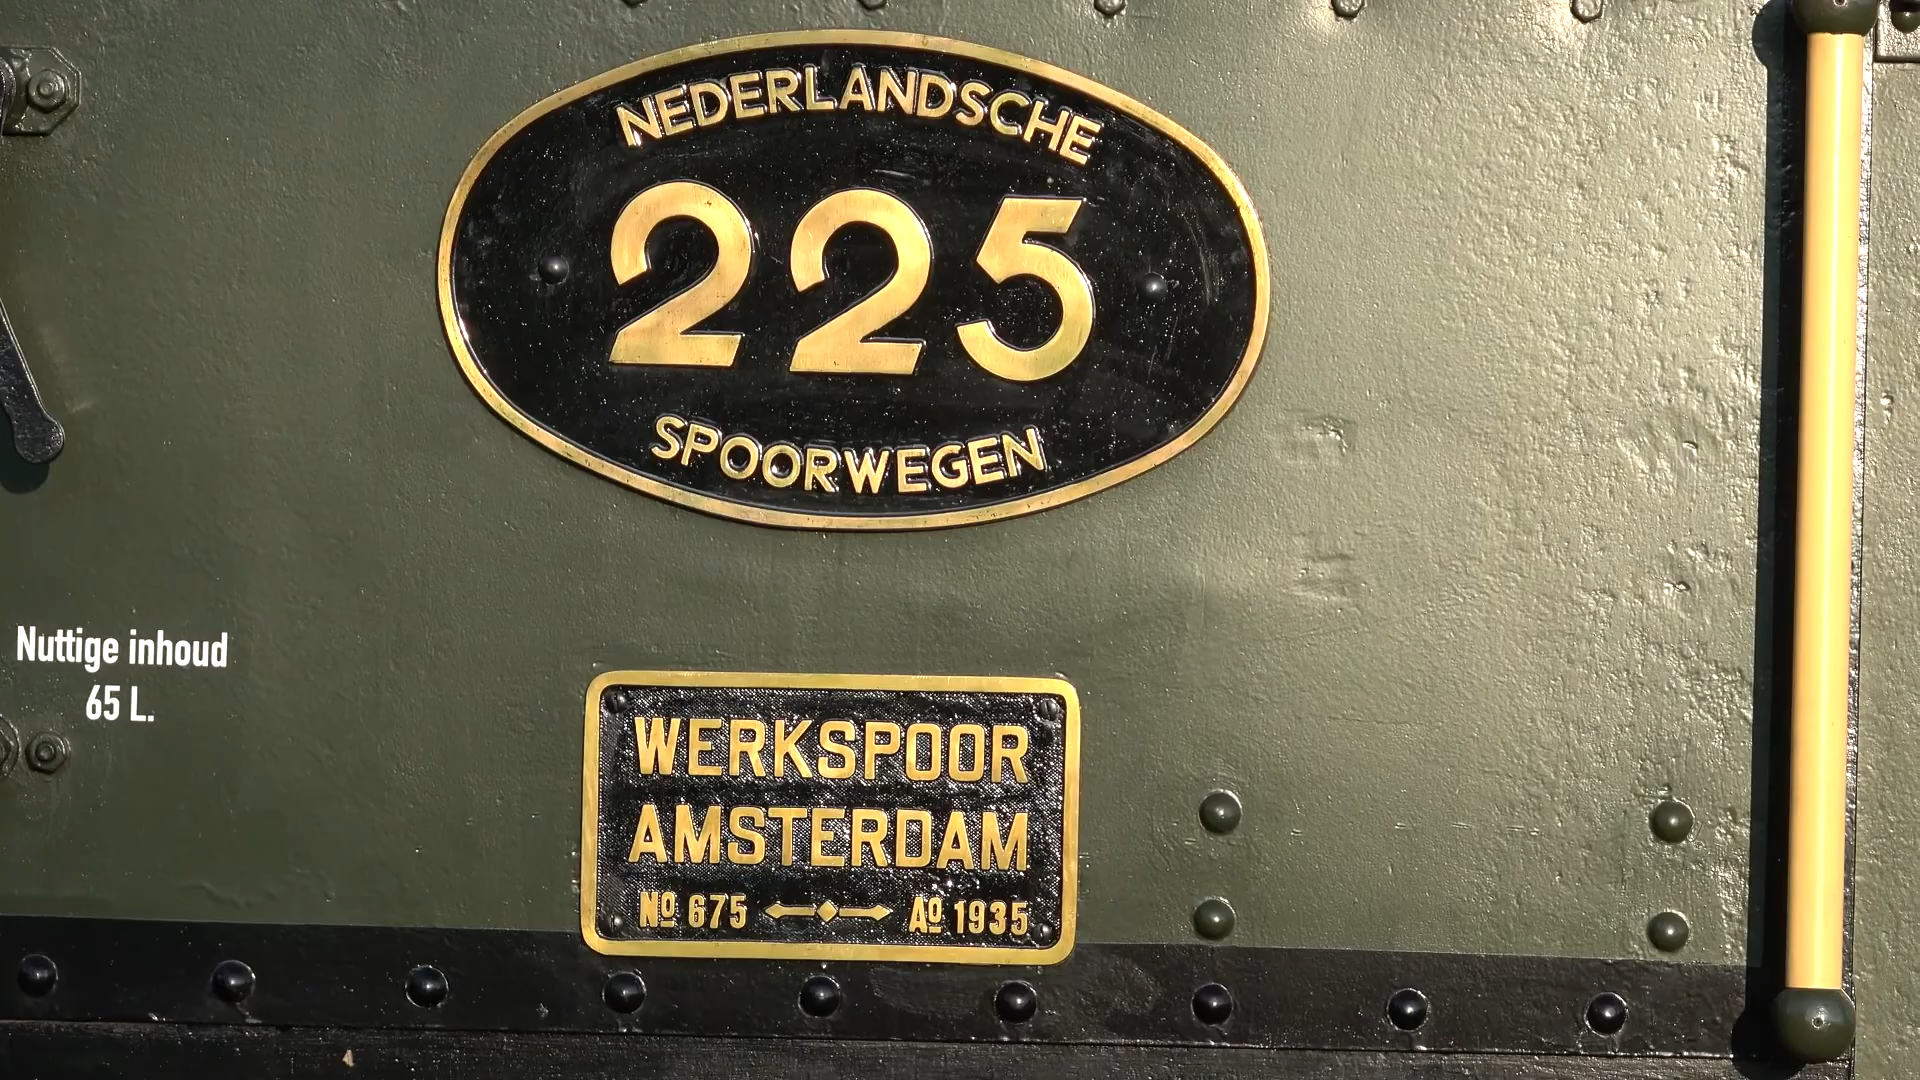 NEDERLANDSCHE
225
SPOORWEGEN
Nuttige inhoud
65 L.
WERKSPOOR
AMSTERDAM
Nº 675 Aº 1935